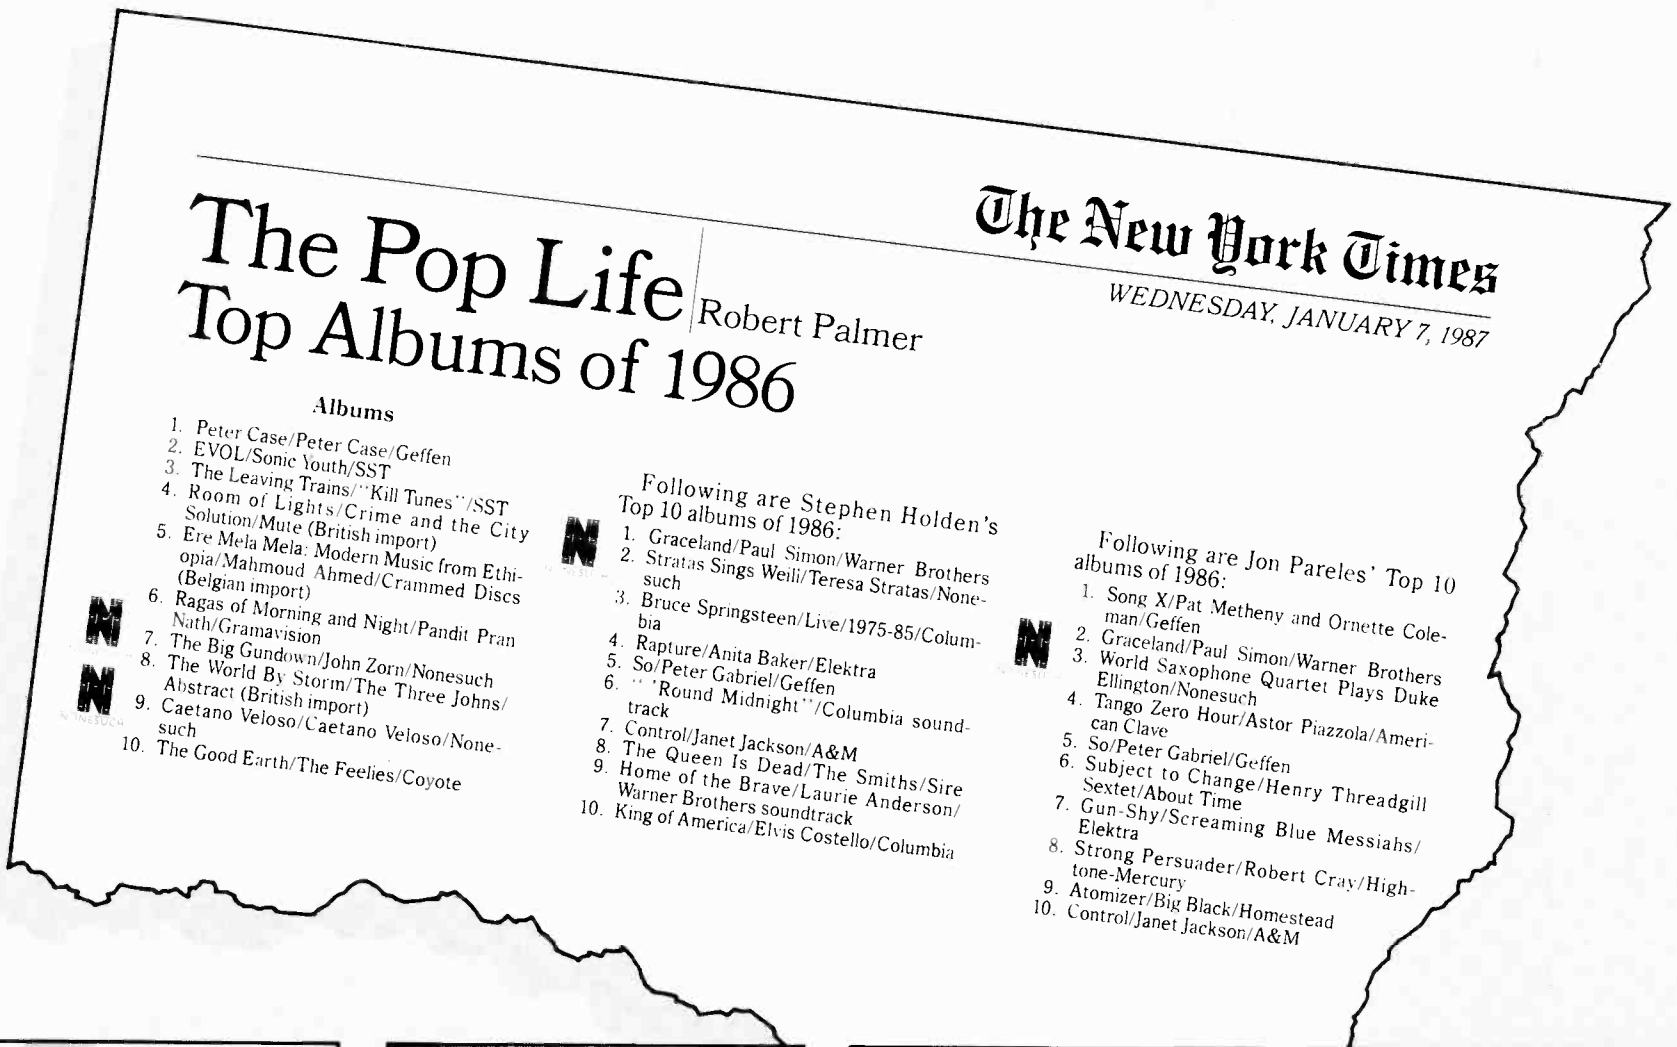 The New York Times
WEDNESDAY, JANUARY 7, 1987
The Pop Life
Robert Palmer
Top Albums of 1986
Albums
1. Peter Case/Peter Case/Geffen
2. EVOL/Sonic Youth/SST
3. The Leaving Trains/"Kill Tunes"/SST
4. Room of Lights/Crime and the City
Solution/Mute (British import)
5. Ere Mela Mela: Modern Music from Ethi-
opia/Mahmoud Ahmed/Crammed Discs
(Belgian import)
6. Ragas of Morning and Night/Pandit Pran
Nath/Gramavision
N
7. The Big Gundown/John Zorn/Nonesuch
8. The World By Storm/The Three Johns/
Abstract (British import)
N
NONESUCH
9. Caetano Veloso/Caetano Veloso/None-
such
10. The Good Earth/The Feelies/Coyote
Following are Stephen Holden's
Top 10 albums of 1986:
1. Graceland/Paul Simon/Warner Brothers
N
2. Stratas Sings Weill/Teresa Stratas/None-
such
3. Bruce Springsteen/Live/1975-85/Colum-
bia
4. Rapture/Anita Baker/Elektra
5. So/Peter Gabriel/Geffen
6. "'Round Midnight"/Columbia sound-
track
7. Control/Janet Jackson/A&M
8. The Queen Is Dead/The Smiths/Sire
9. Home of the Brave/Laurie Anderson/
Warner Brothers soundtrack
10. King of America/Elvis Costello/Columbia
Following are Jon Pareles' Top 10
albums of 1986:
1. Song X/Pat Metheny and Ornette Cole-
man/Geffen
2. Graceland/Paul Simon/Warner Brothers
N
3. World Saxophone Quartet Plays Duke
Ellington/Nonesuch
4. Tango Zero Hour/Astor Piazzola/Ameri-
can Clave
5. So/Peter Gabriel/Geffen
6. Subject to Change/Henry Threadgill
Sextet/About Time
7. Gun-Shy/Screaming Blue Messiahs/
Elektra
8. Strong Persuader/Robert Cray/High-
tone-Mercury
9. Atomizer/Big Black/Homestead
10. Control/Janet Jackson/A&M